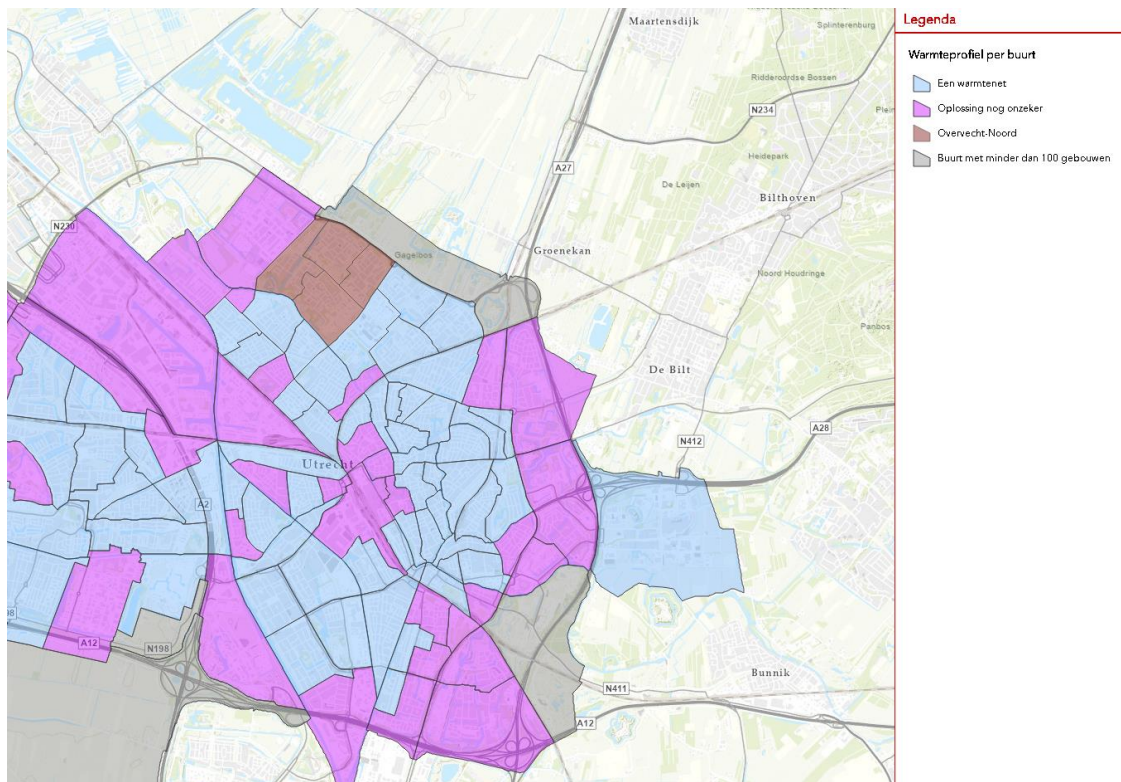 Maartensdijk
Splinterenburg
Ridderoordse Bossen
N234
Heidepark
A27
De Leijen
Bilthoven
N230
Gagelbos
Groenekan
Noord Houdringe
Panbos
De Bilt
A28
N412
Utrecht
A2
A12
N198
Bunnik
N411
A12
Legenda
Warmteprofiel per buurt
Een warmtenet
Oplossing nog onzeker
Overvecht-Noord
Buurt met minder dan 100 gebouwen